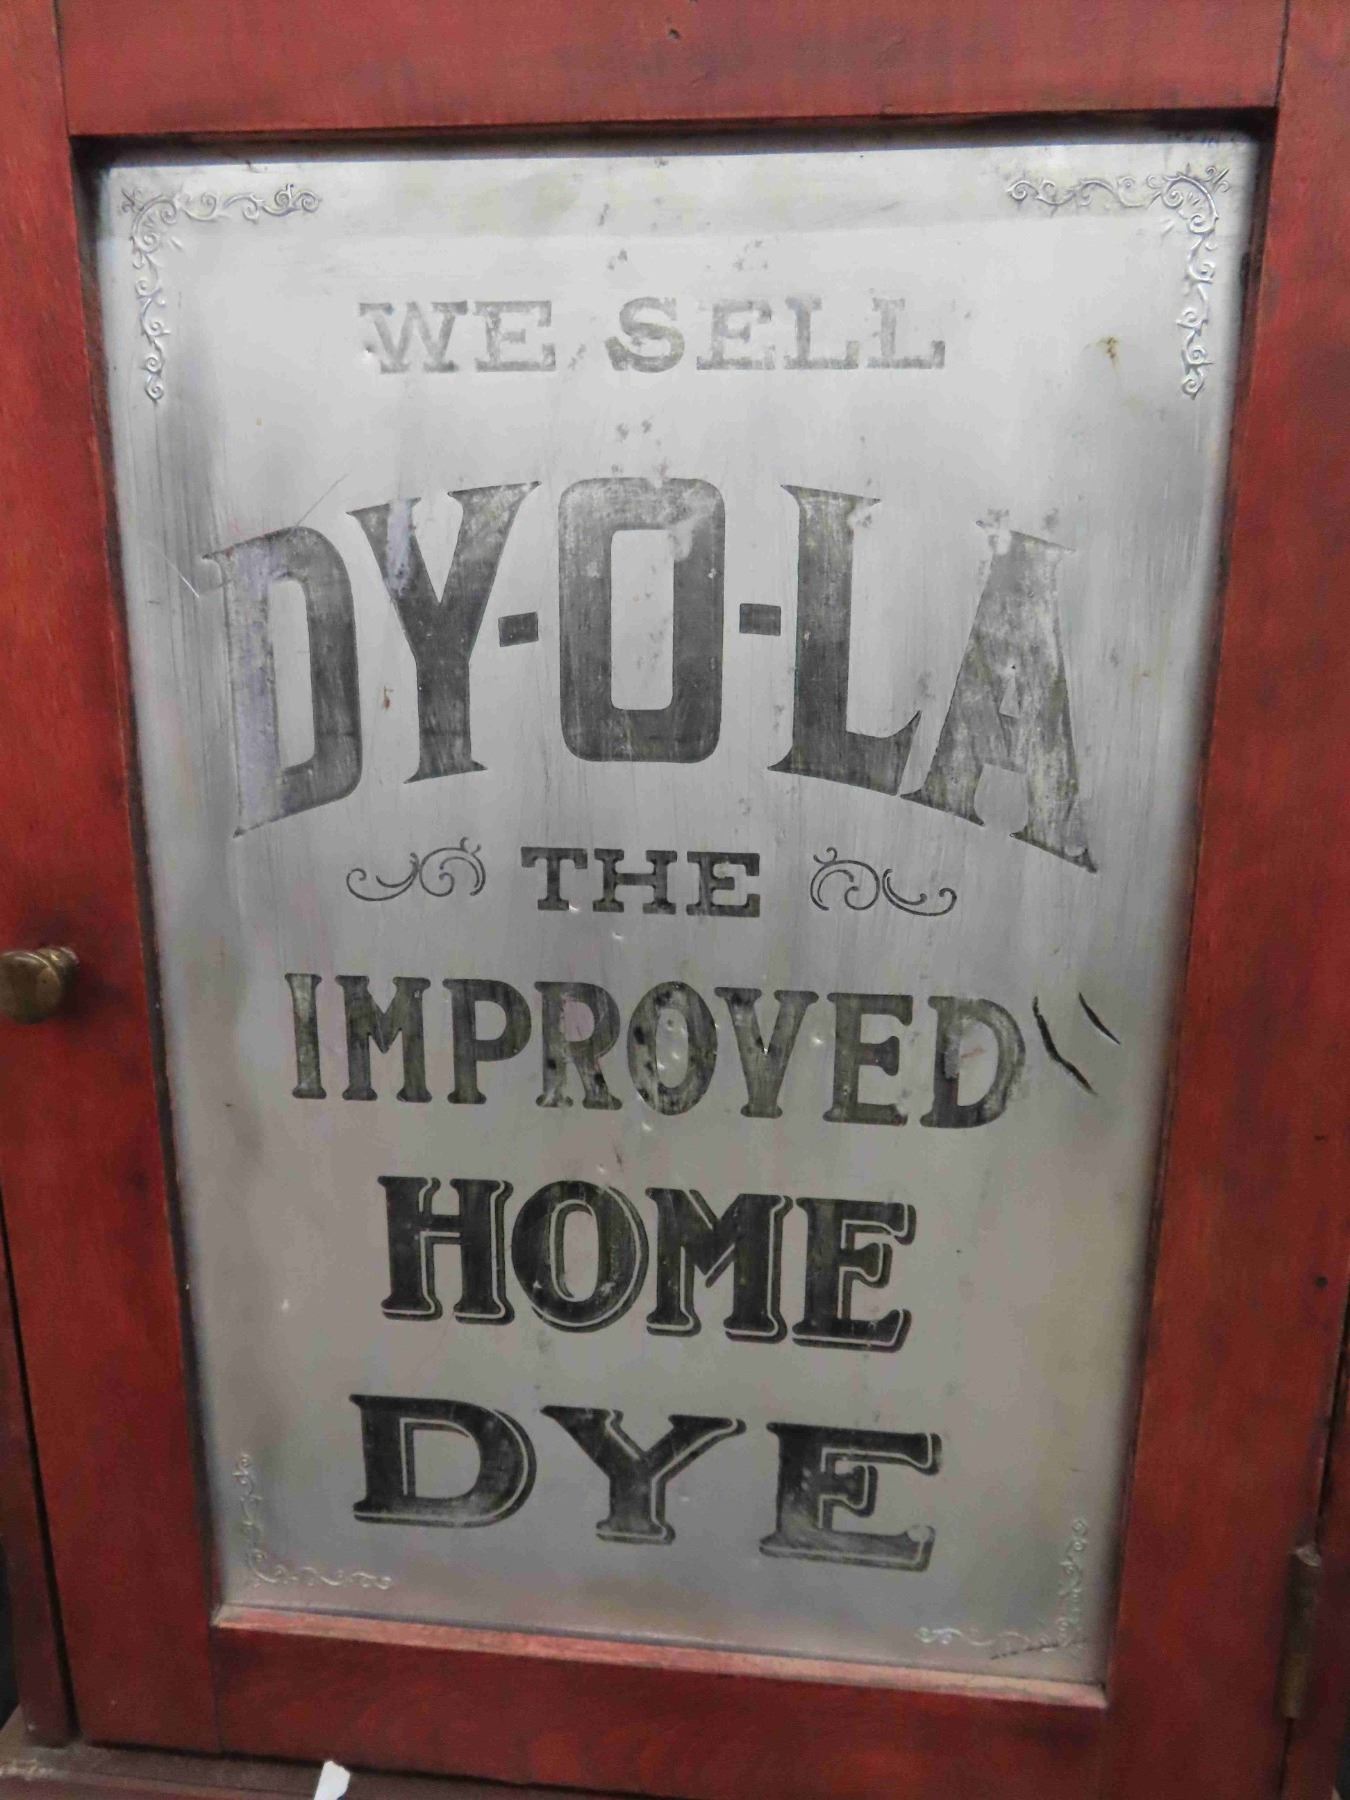 WE SELL
DY-O-LA
THE
IMPROVED
HOME
DYE